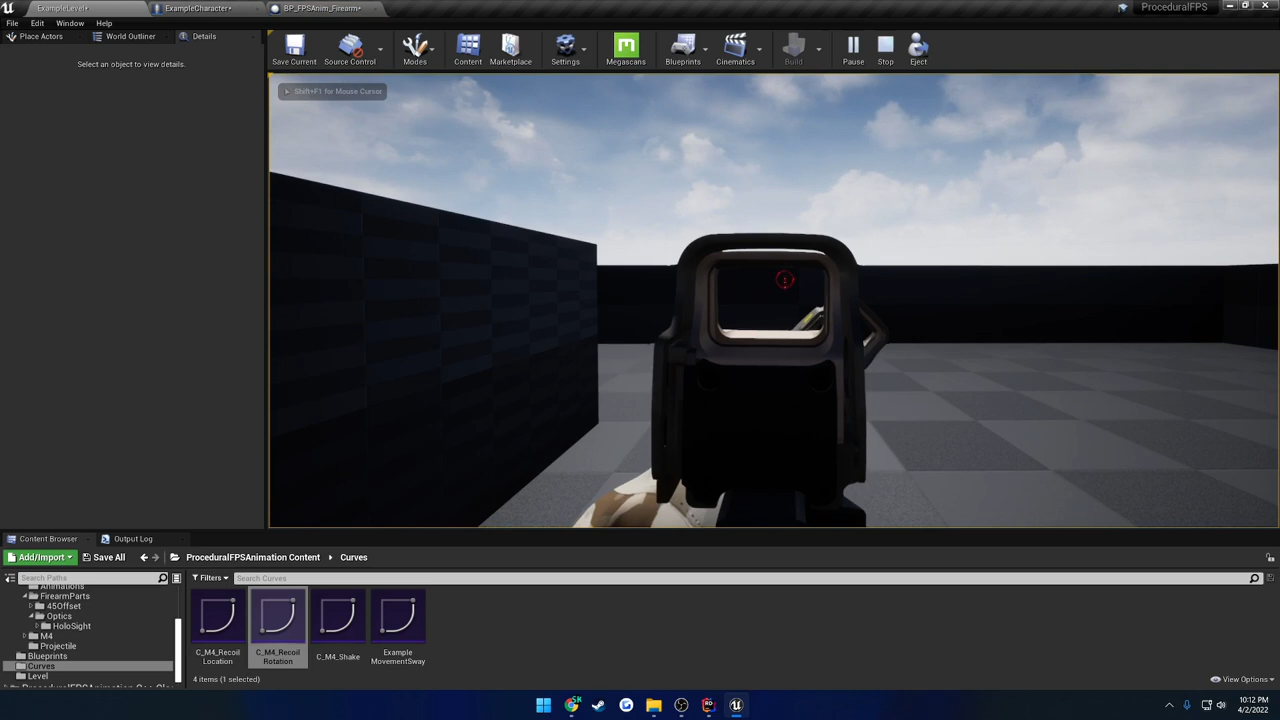 ExampleLevel*
ExampleCharacter*
BP_FPSAnim_Firearm*
ProceduralFPS
File Edit Window Help
Place Actors
World Outliner
Details
Select an object to view details.
Save Current
Source Control
Modes
Content
Marketplace
Settings
Megascans
Blueprints
Cinematics
Build
Pause
Stop
Eject
Shift+F1 for Mouse Cursor
Content Browser
Output Log
Add/Import
Save All
ProceduralFPSAnimation Content
Curves
Search Paths
Filters
Search Curves
Animations
FirearmParts
45Offset
Optics
HoloSight
M4
Projectile
Blueprints
Curves
Level
C_M4_Recoil
Location
C_M4_Recoil
Rotation
C_M4_Shake
Example
MovementSway
4 items (1 selected)
View Options
10:12 PM
4/2/2022